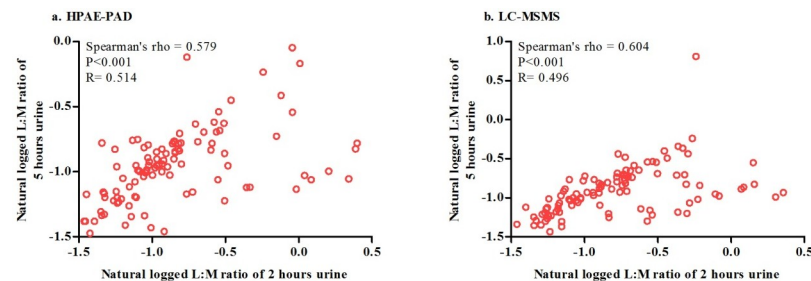 a. HPAE-PAD
Spearman's rho = 0.579
P<0.001
R= 0.514
Natural logged L:M ratio of
5 hours urine
0.0
-0.5
-1.0
-1.5
-1.5
-1.0
-0.5
0.0
0.5
Natural logged L:M ratio of 2 hours urine
b. LC-MSMS
Spearman's rho = 0.604
P<0.001
R= 0.496
Natural logged L:M ratio of
5 hours urine
1.0
0.5
0.0
-0.5
-1.0
-1.5
-1.5
-1.0
-0.5
0.0
0.5
Natural logged L:M ratio of 2 hours urine